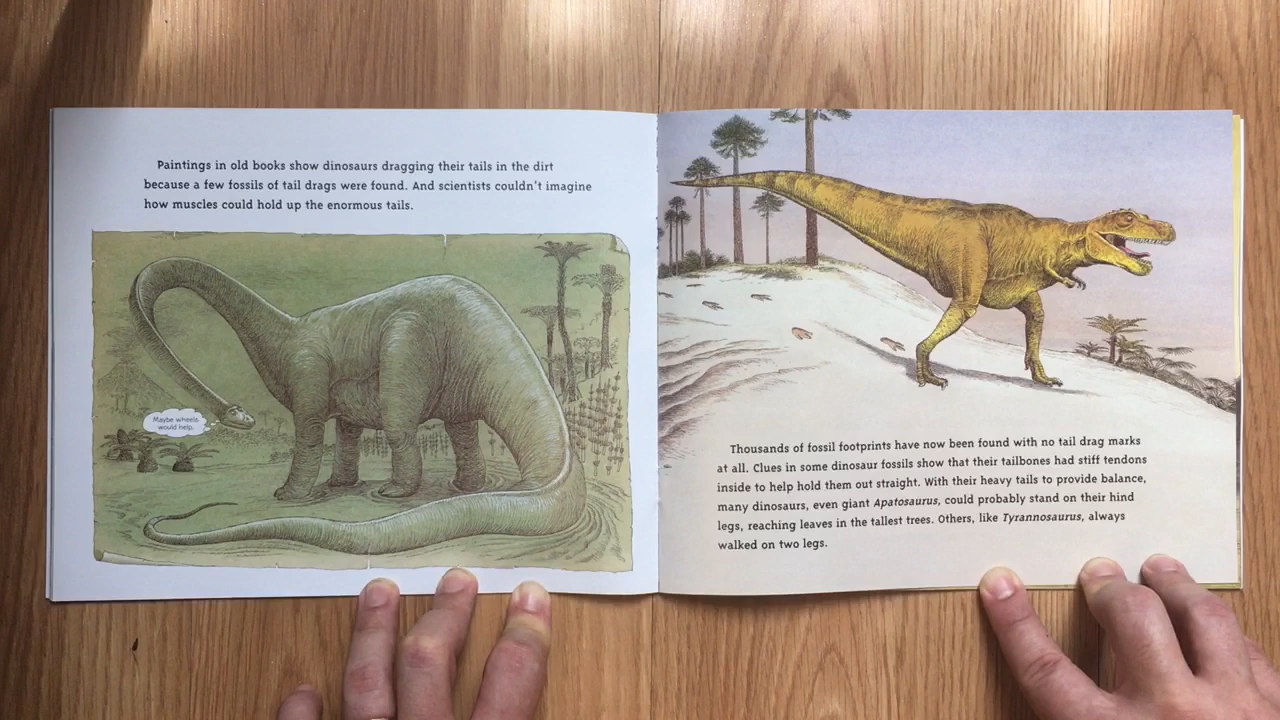 Paintings in old books show dinosaurs dragging their tails in the dirt
because a few fossils of tail drags were found. And scientists couldn't imagine
how muscles could hold up the enormous tails.
Maybe wheels
would help.
Thousands of fossil footprints have now been found with no tail drag marks
at all. Clues in some dinosaur fossils show that their tailbones had stiff tendons
inside to help hold them out straight. With their heavy tails to provide balance,
many dinosaurs, even giant Apatosaurus, could probably stand on their hind
legs, reaching leaves in the tallest trees. Others, like Tyrannosaurus, always
walked on two legs.